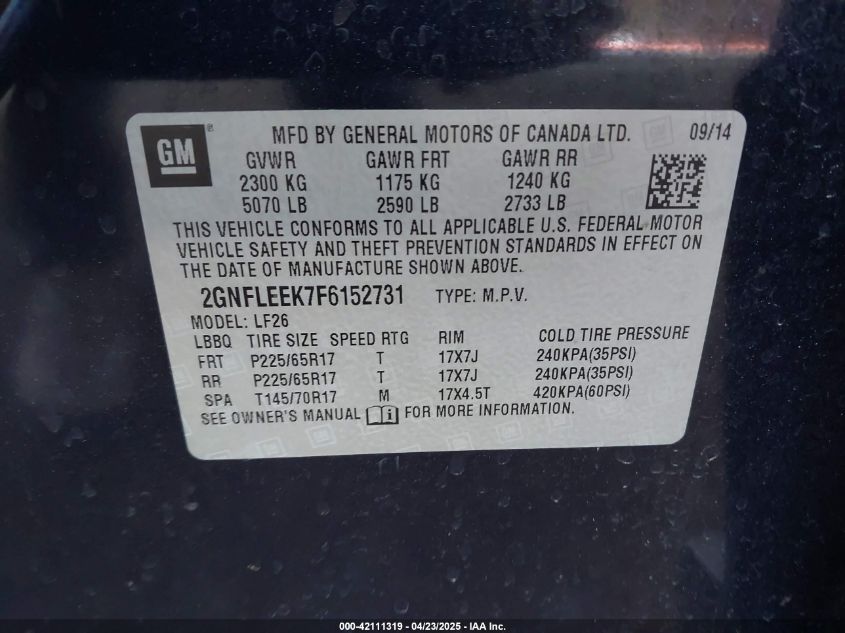 GM ® MFD BY GENERAL MOTORS OF CANADA LTD. 09/14
GVWR GAWR FRT GAWR RR
2300 KG 1175 KG 1240 KG
5070 LB 2590 LB 2733 LB
THIS VEHICLE CONFORMS TO ALL APPLICABLE U.S. FEDERAL MOTOR
VEHICLE SAFETY AND THEFT PREVENTION STANDARDS IN EFFECT ON
THE DATE OF MANUFACTURE SHOWN ABOVE.
2GNFLEEK7F6152731 TYPE: M.P.V.
MODEL: LF26
LBBQ TIRE SIZE SPEED RTG RIM COLD TIRE PRESSURE
FRT P225/65R17 T 17X7J 240KPA(35PSI)
RR P225/65R17 T 17X7J 240KPA(35PSI)
SPA T145/70R17 M 17X4.5T 420KPA(60PSI)
SEE OWNER'S MANUAL FOR MORE INFORMATION.
000-42111319 | 04/23/2025 - IAA Inc.